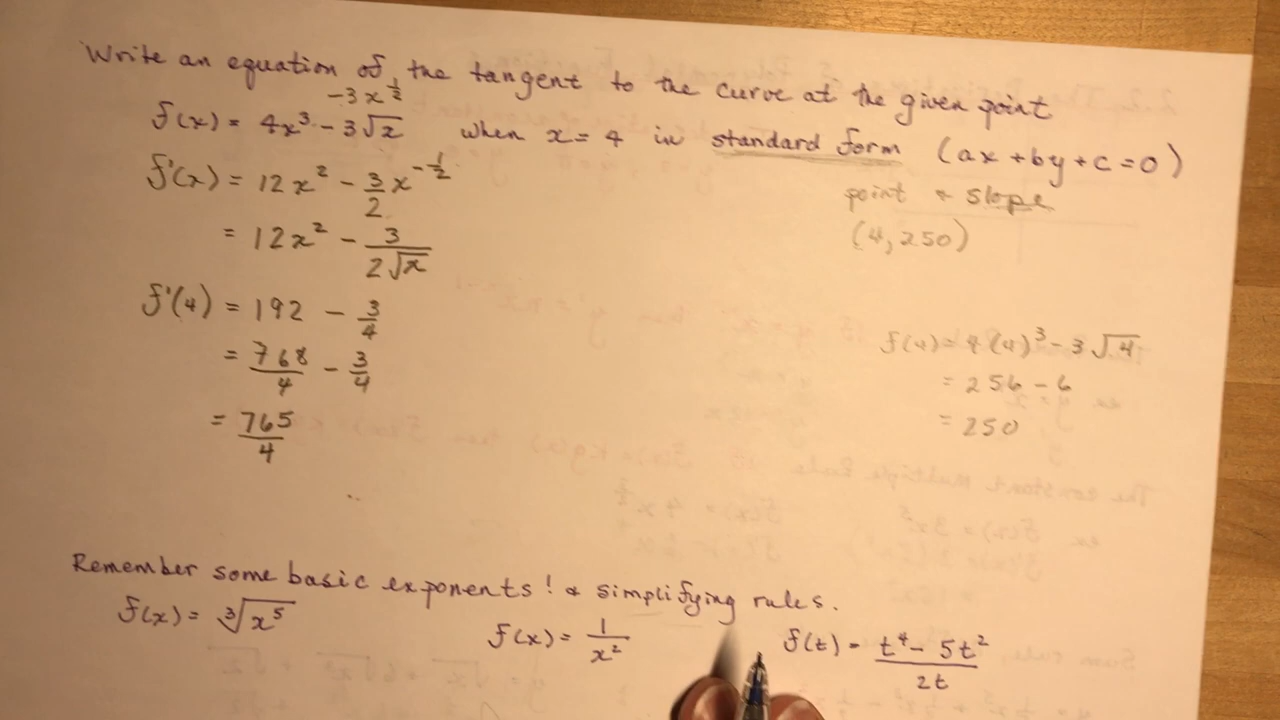 Write an equation of the tangent to the curve at the given point
-3x^½
f(x) = 4x³ - 3√x when x = 4 in standard form (ax + by + c = 0)
f'(x) = 12x² - 3/2 x^-½
point & slope
= 12x² - 3/(2√x)
(4, 250)
f'(4) = 192 - 3/4
= 768/4 - 3/4
= 765/4
f(4) = 4(4)³ - 3√4
= 256 - 6
= 250
Remember some basic exponents! & simplifying rules.
f(x) = ∛x⁵
f(x) = 1/x²
f(t) = (t⁴ - 5t²)/2t